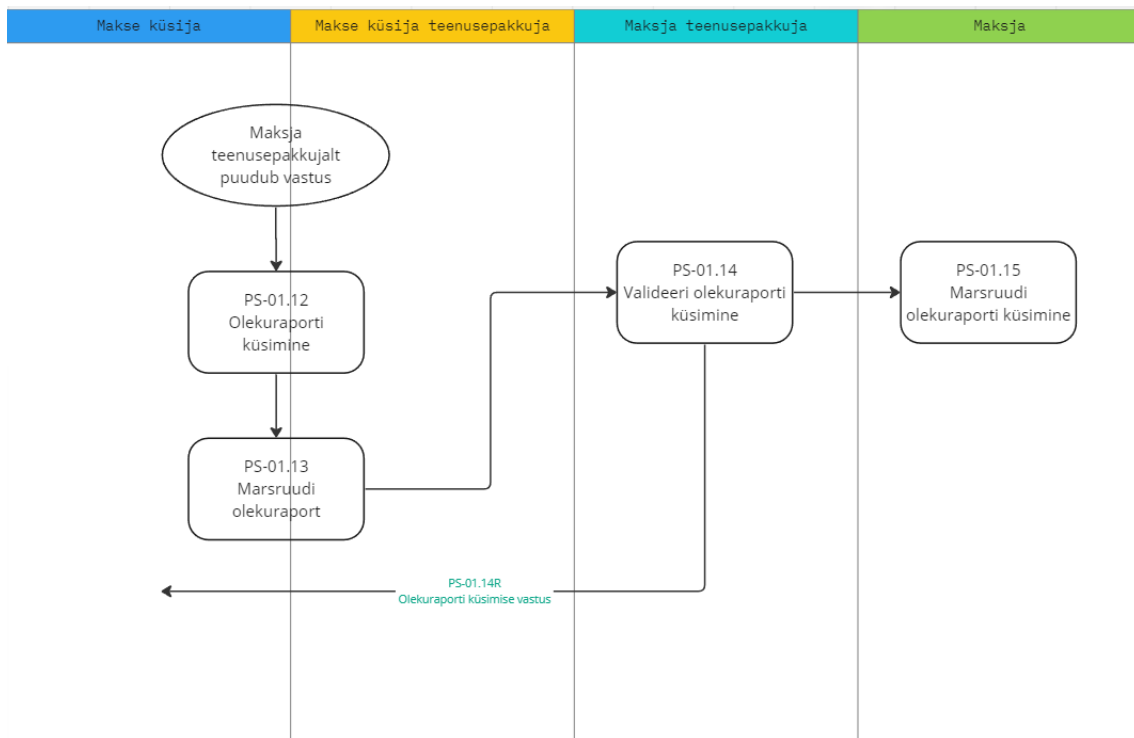 Makse küsija
Makse küsija teenusepakkuja
Maksja teenusepakkuja
Maksja
Maksja
teenusepakkujalt
puudub vastus
PS-01.12
Olekuraporti
küsimine
PS-01.13
Marsruudi
olekuraport
PS-01.14
Valideeri olekuraporti
küsimine
PS-01.15
Marsruudi
olekuraporti küsimine
PS-01.14R
Olekuraporti küsimise vastus